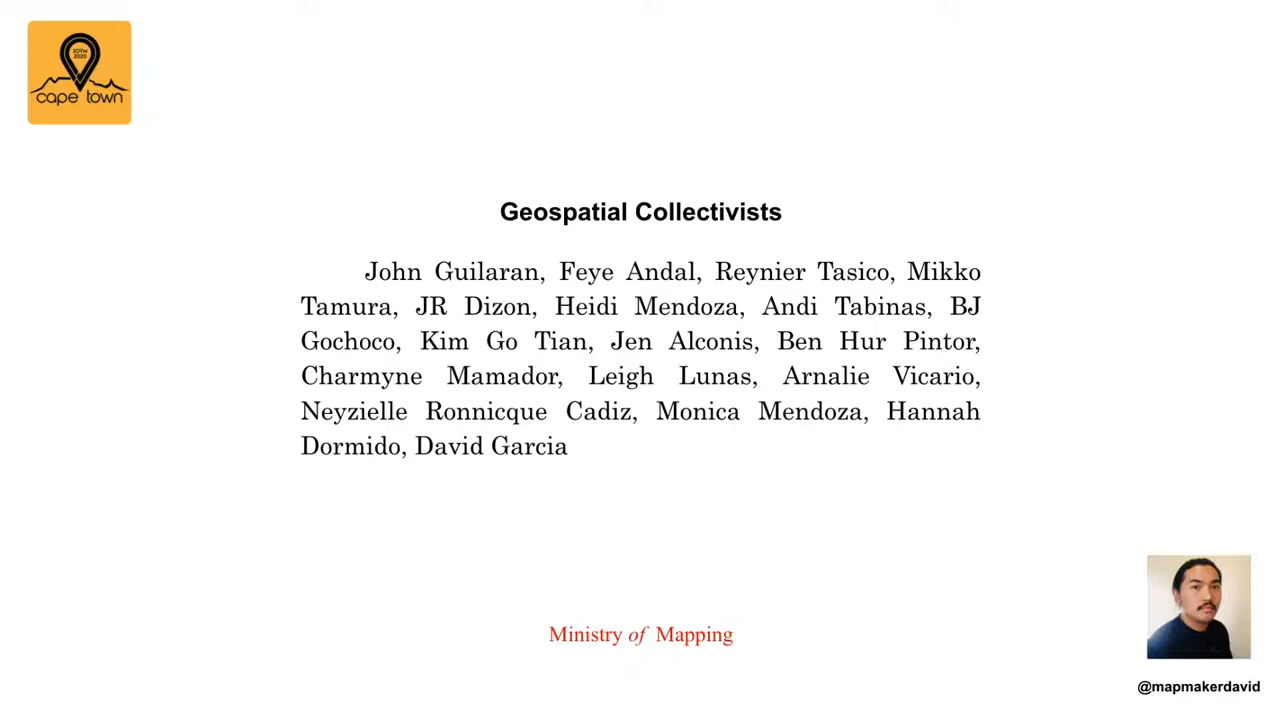 SOTM
2020
cape town
Geospatial Collectivists
John Guilaran, Feye Andal, Reynier Tasico, Mikko
Tamura, JR Dizon, Heidi Mendoza, Andi Tabinas, BJ
Gochoco, Kim Go Tian, Jen Alconis, Ben Hur Pintor,
Charmyne Mamador, Leigh Lunas, Arnalie Vicario,
Neyzielle Ronnicque Cadiz, Monica Mendoza, Hannah
Dormido, David Garcia
Ministry of Mapping
@mapmakerdavid